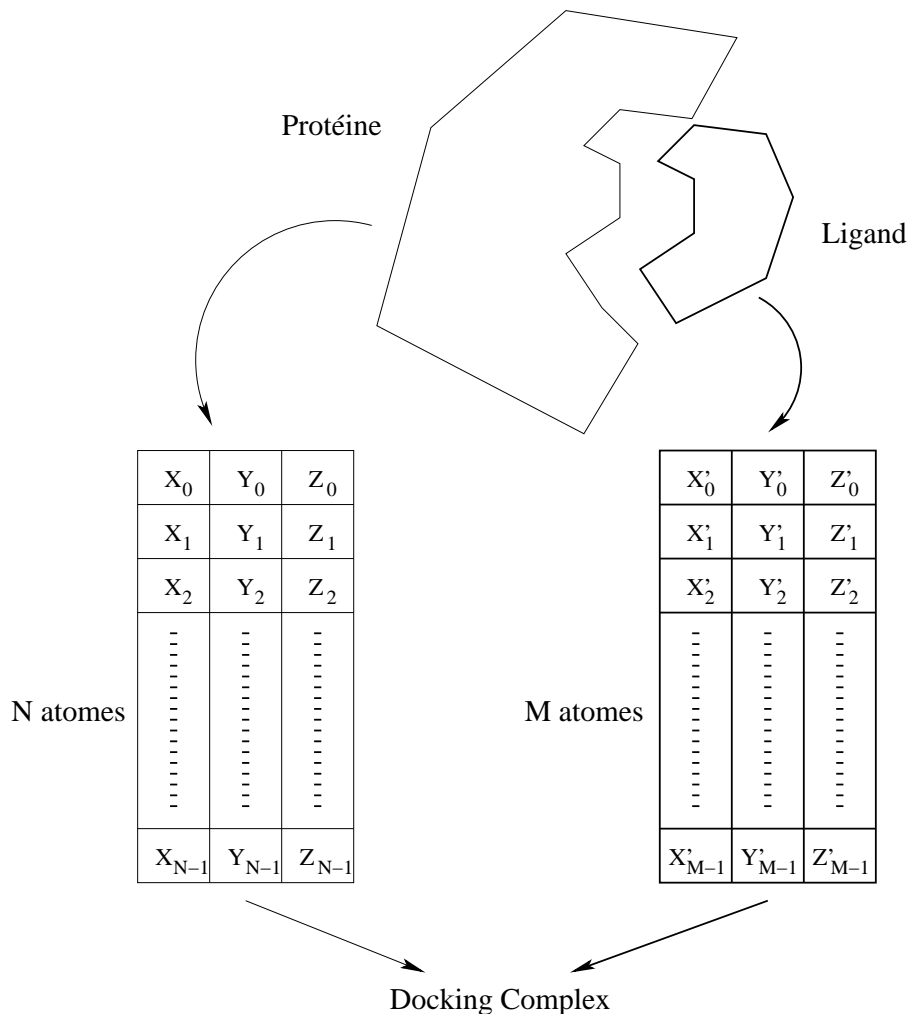 Protéine
Ligand
X0 Y0 Z0
X1 Y1 Z1
X2 Y2 Z2
N atomes
XN−1 YN−1 ZN−1
X'0 Y'0 Z'0
X'1 Y'1 Z'1
X'2 Y'2 Z'2
M atomes
X'M−1 Y'M−1 Z'M−1
Docking Complex